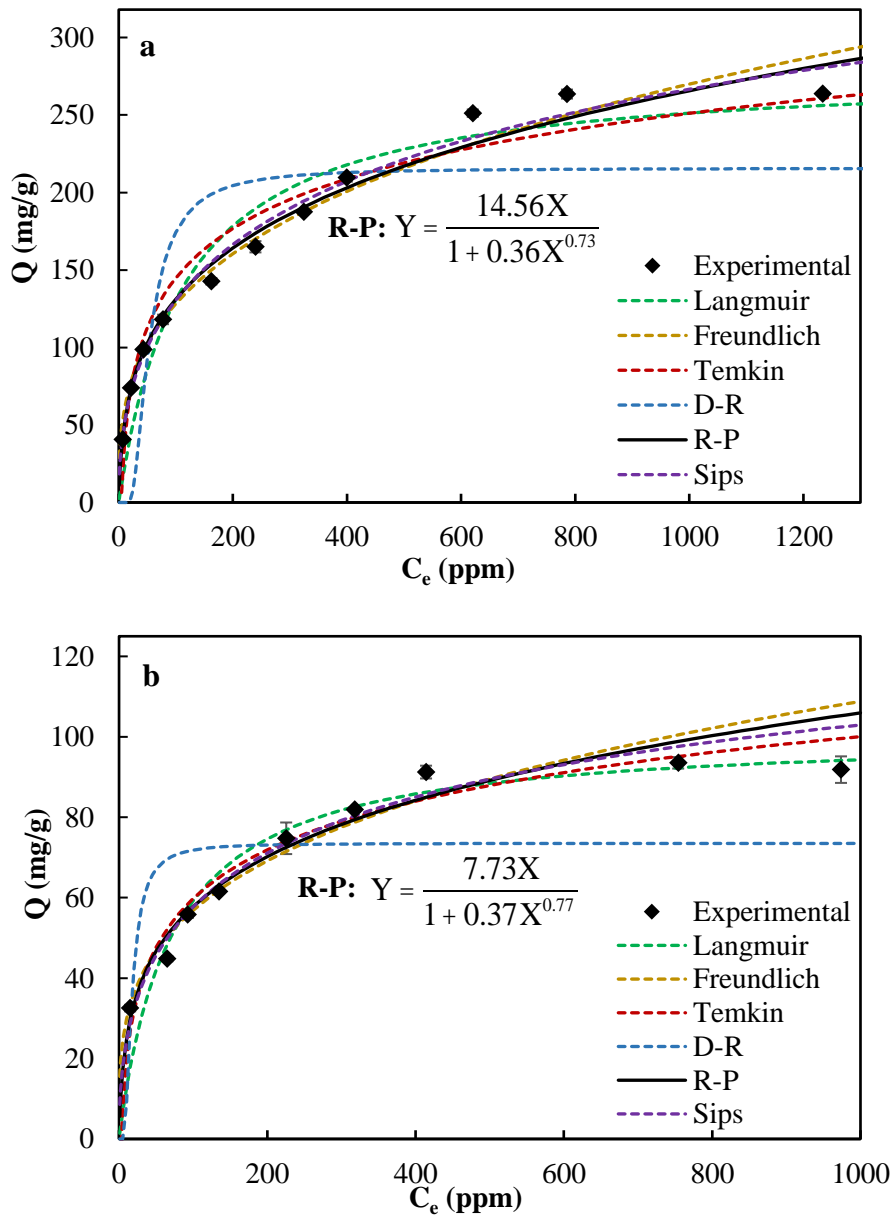 a
300
250
200
150
100
50
0
Q (mg/g)
R-P: Y = 14.56X / 1 + 0.36X^0.73
Experimental
Langmuir
Freundlich
Temkin
D-R
R-P
Sips
0 200 400 600 800 1000 1200
Ce (ppm)
b
120
100
80
60
40
20
0
Q (mg/g)
R-P: Y = 7.73X / 1 + 0.37X^0.77
Experimental
Langmuir
Freundlich
Temkin
D-R
R-P
Sips
0 200 400 600 800 1000
Ce (ppm)